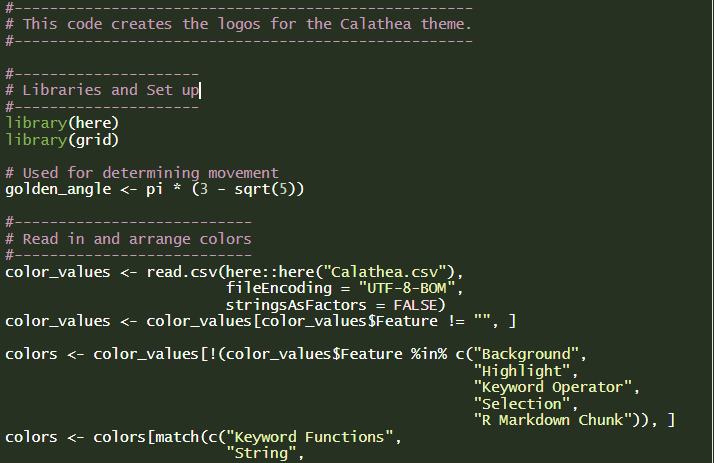 #----------------------------------------------------
# This code creates the logos for the Calathea theme.
#----------------------------------------------------
#---------------------
# Libraries and Set up
#---------------------
library(here)
library(grid)
# Used for determining movement
golden_angle <- pi * (3 - sqrt(5))
#---------------------------
# Read in and arrange colors
#---------------------------
color_values <- read.csv(here::here("Calathea.csv"),
                         fileEncoding = "UTF-8-BOM",
                         stringsAsFactors = FALSE)
color_values <- color_values[color_values$Feature != "", ]
colors <- color_values[!(color_values$Feature %in% c("Background",
                                                     "Highlight",
                                                     "Keyword Operator",
                                                     "Selection",
                                                     "R Markdown Chunk")), ]
colors <- colors[match(c("Keyword Functions",
                         "String",